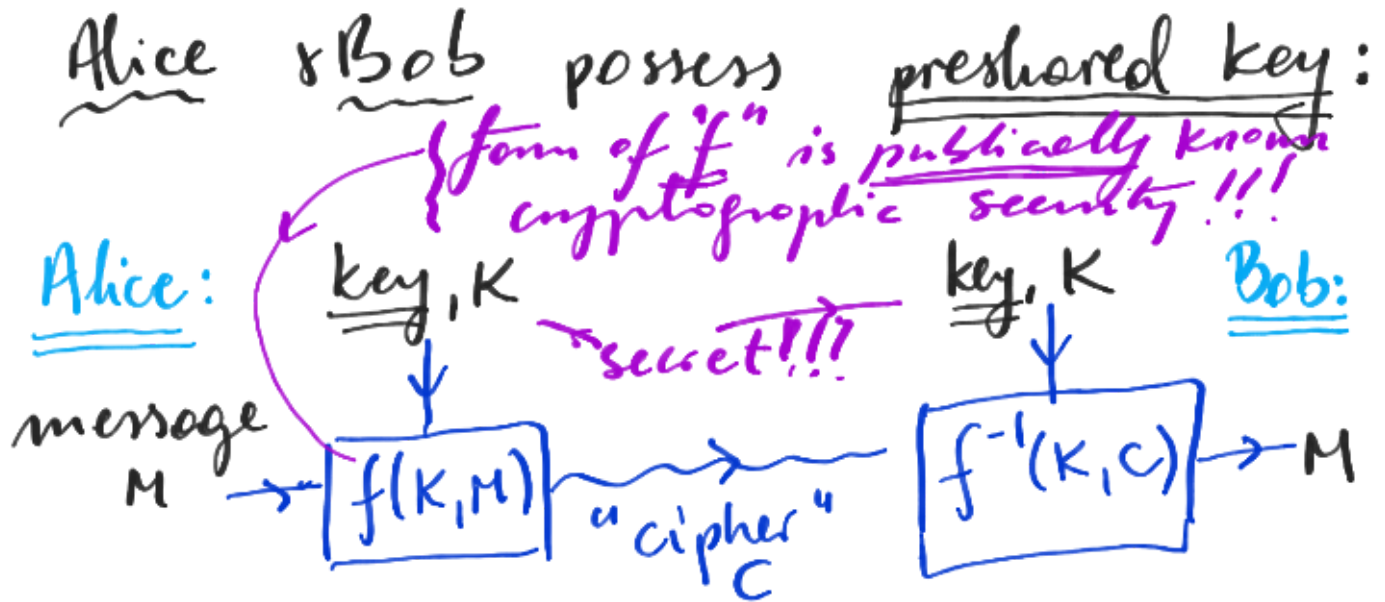 Alice & Bob possess preshared key:
{form of "f" is publically known
cryptographic security!!!
Alice: key, K key, K Bob:
secret!!!
message
M f(K,M) f⁻¹(K,C) M
"cipher"
C